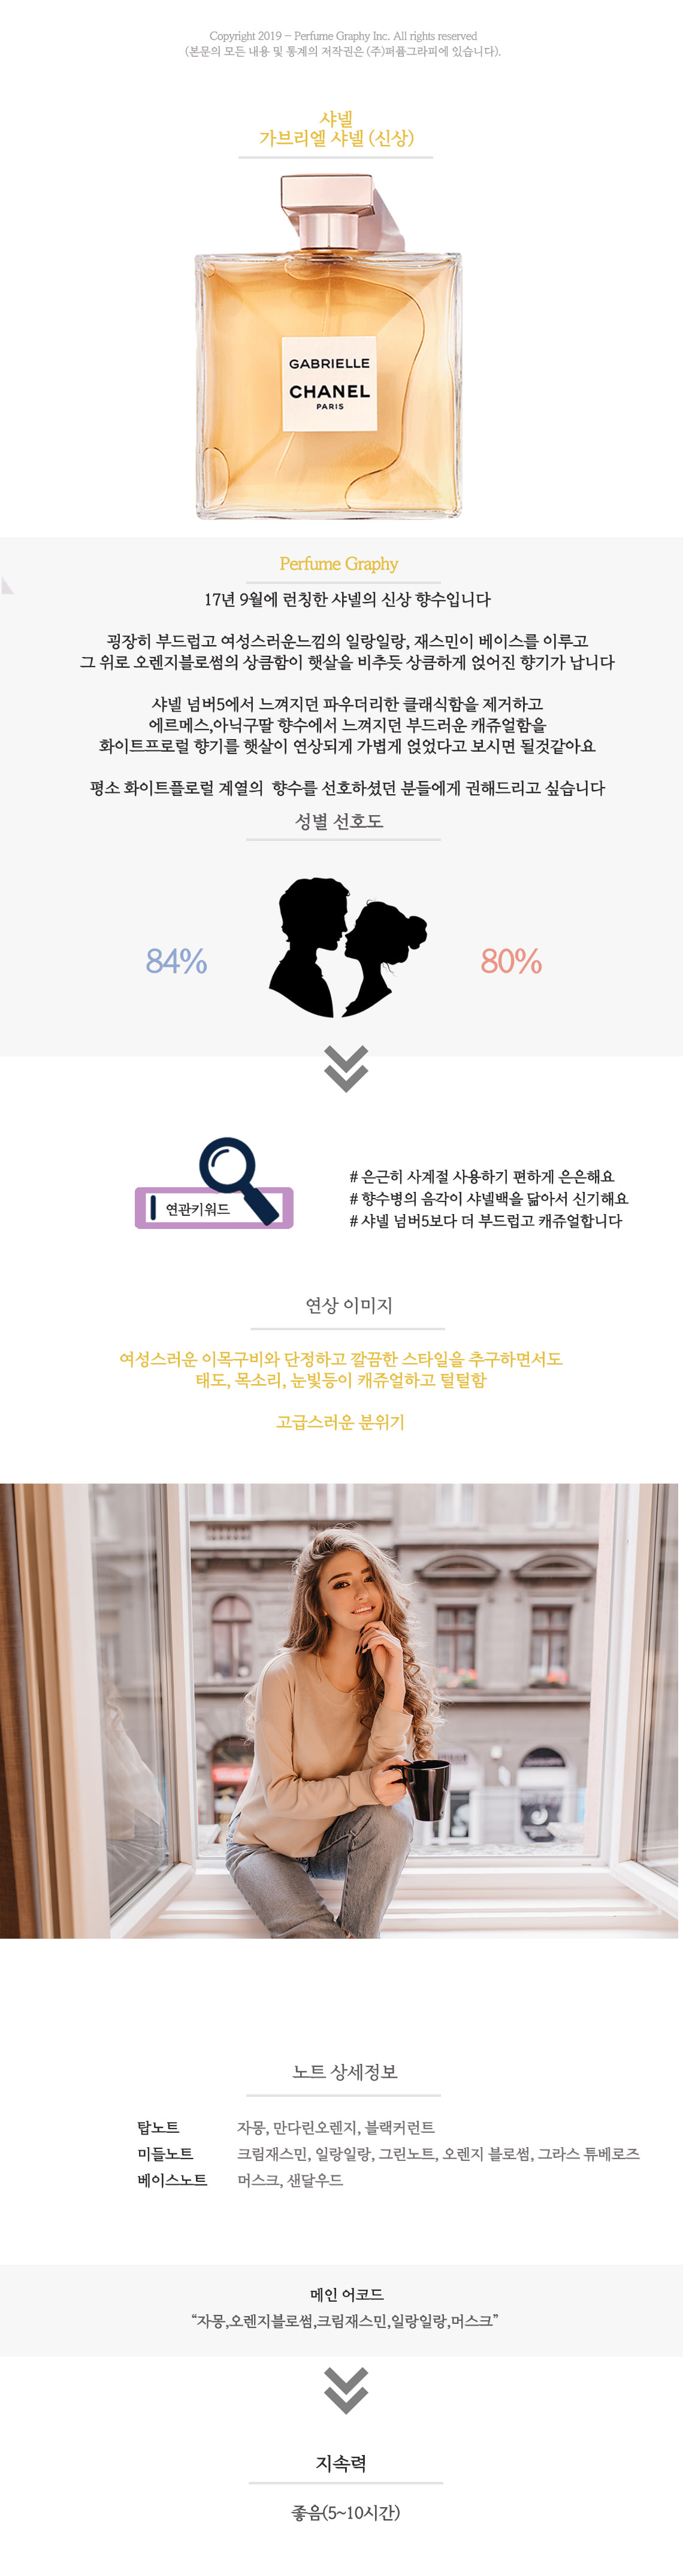 Copyright 2019 - Perfume Graphy Inc. All rights reserved
(본문의 모든 내용 및 통계의 저작권은 (주)퍼퓸그라피에 있습니다).
샤넬
가브리엘 샤넬 (신상)
GABRIELLE
CHANEL
PARIS
Perfume Graphy
17년 9월에 런칭한 샤넬의 신상 향수입니다
굉장히 부드럽고 여성스러운느낌의 일랑일랑, 재스민이 베이스를 이루고
그 위로 오렌지블로썸의 상큼함이 햇살을 비추듯 상큼하게 얹어진 향기가 납니다
샤넬 넘버5에서 느껴지던 파우더리한 클래식함을 제거하고
에르메스,아닉구딸 향수에서 느껴지던 부드러운 캐쥬얼함을
화이트프로럴 향기를 햇살이 연상되게 가볍게 얹었다고 보시면 될것같아요
평소 화이트플로럴 계열의 향수를 선호하셨던 분들에게 권해드리고 싶습니다
성별 선호도
84%
80%
연관키워드
# 은근히 사계절 사용하기 편하게 은은해요
# 향수병의 음각이 샤넬백을 닮아서 신기해요
# 샤넬 넘버5보다 더 부드럽고 캐쥬얼합니다
연상 이미지
여성스러운 이목구비와 단정하고 깔끔한 스타일을 추구하면서도
태도, 목소리, 눈빛등이 캐쥬얼하고 털털함
고급스러운 분위기
노트 상세정보
탑노트 자몽, 만다린오렌지, 블랙커런트
미들노트 크림재스민, 일랑일랑, 그린노트, 오렌지 블로썸, 그라스 튜베로즈
베이스노트 머스크, 샌달우드
메인 어코드
“자몽,오렌지블로썸,크림재스민,일랑일랑,머스크”
지속력
좋음(5~10시간)